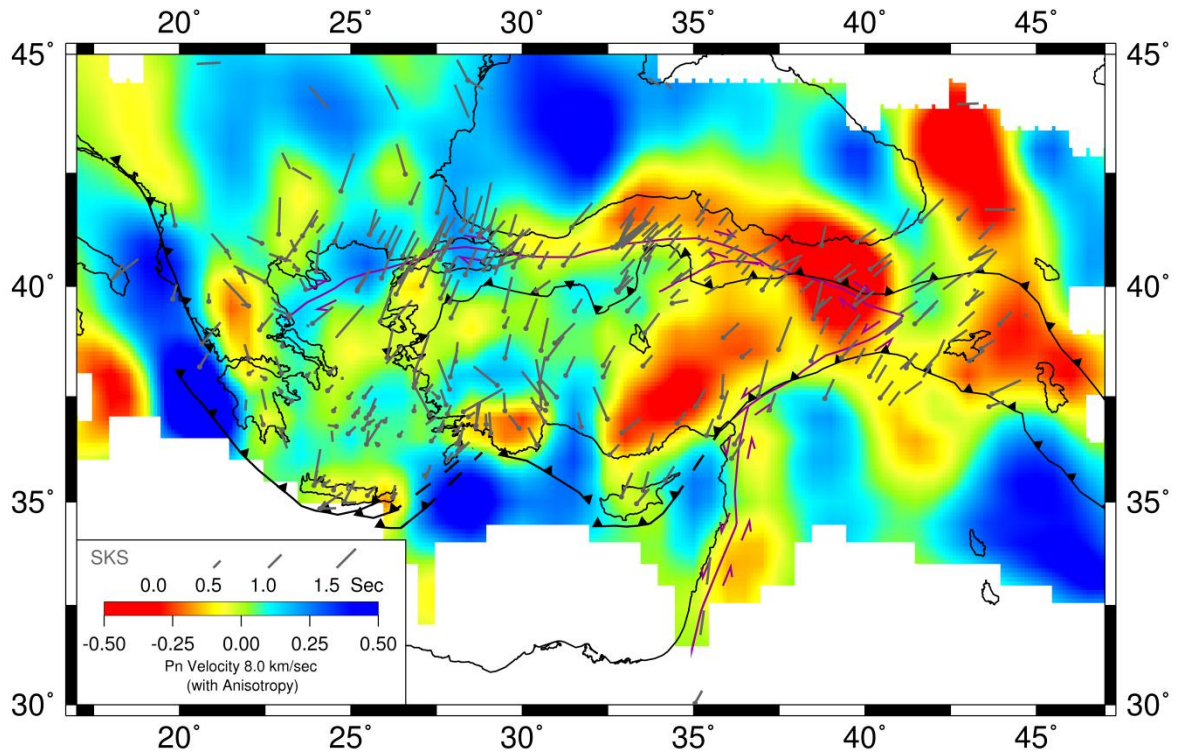 20° 25° 30° 35° 40° 45°
45° 45°
40° 40°
35° 35°
SKS
0.0 0.5 1.0 1.5 Sec
-0.50 -0.25 0.00 0.25 0.50
Pn Velocity 8.0 km/sec
(with Anisotropy)
30° 30°
20° 25° 30° 35° 40° 45°